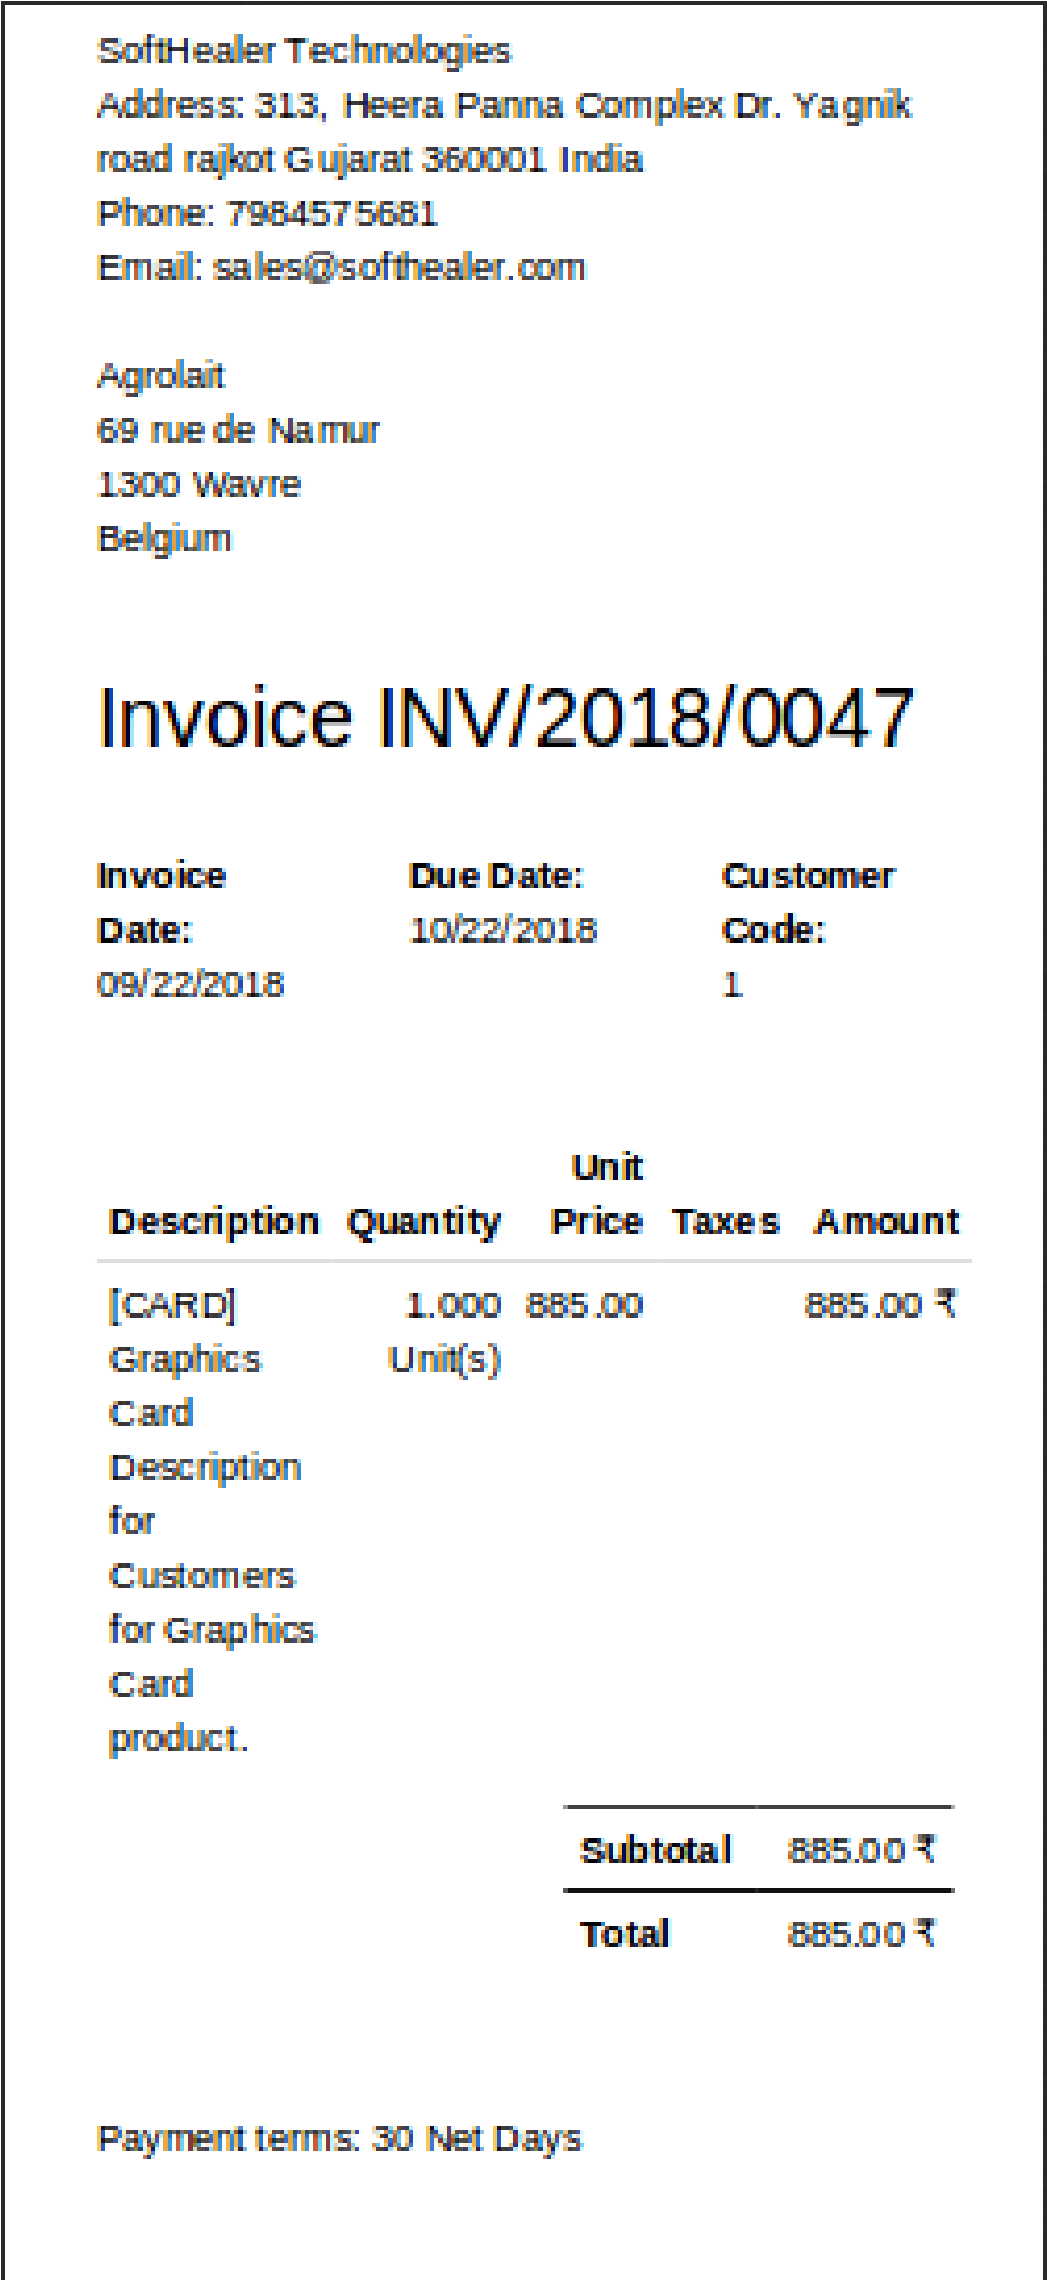 SoftHealer Technologies
Address: 313, Heera Panna Complex Dr. Yagnik
road rajkot Gujarat 360001 India
Phone: 7984575681
Email: sales@softhealer.com
Agrolait
69 rue de Namur
1300 Wavre
Belgium
Invoice INV/2018/0047
Invoice Due Date: Customer
Date: 10/22/2018 Code:
09/22/2018 1
Unit
Description Quantity Price Taxes Amount
[CARD] 1.000 885.00 885.00 ₹
Graphics Unit(s)
Card
Description
for
Customers
for Graphics
Card
product.
Subtotal 885.00 ₹
Total 885.00 ₹
Payment terms: 30 Net Days